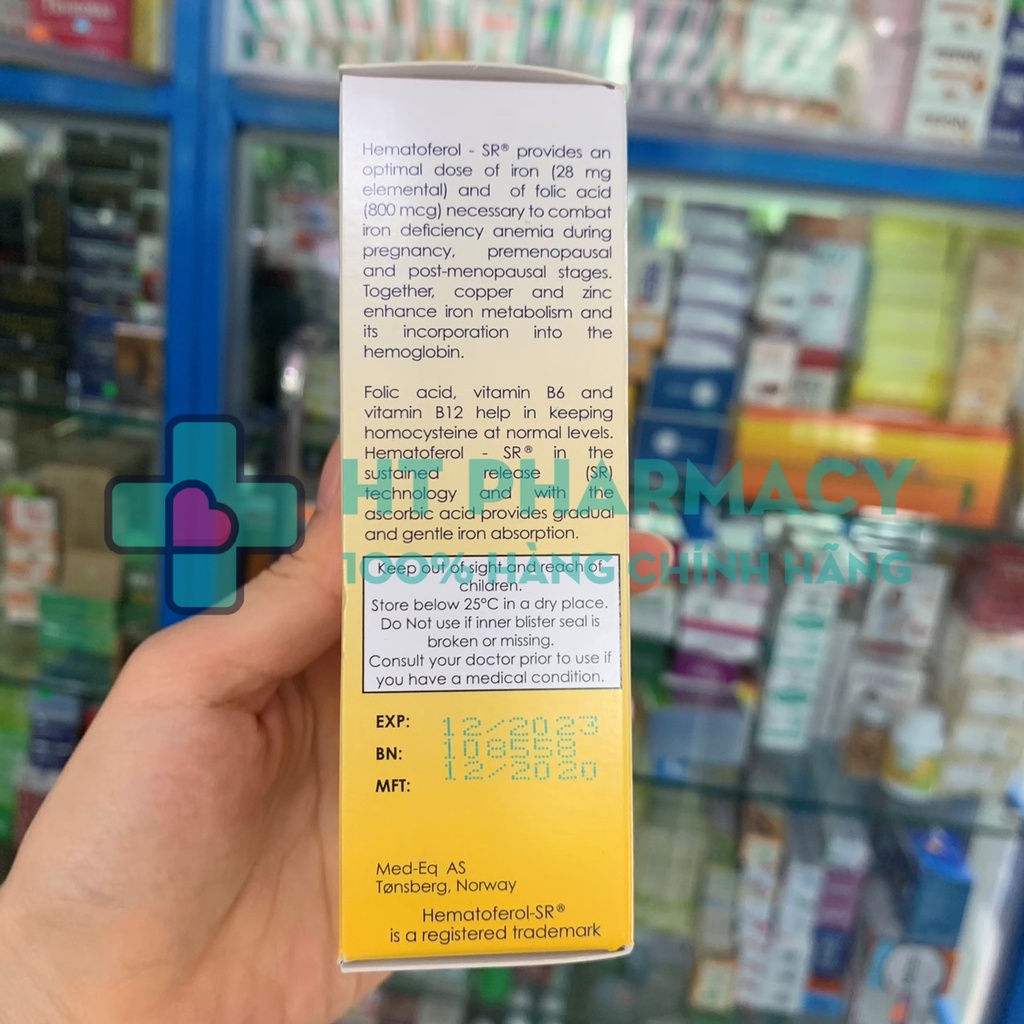 Hematoferol - SR® provides an
optimal dose of iron (28 mg
elemental) and of folic acid
(800 mcg) necessary to combat
iron deficiency anemia during
pregnancy, premenopausal
and post-menopausal stages.
Together, copper and zinc
enhance iron metabolism and
its incorporation into the
hemoglobin.
Folic acid, vitamin B6 and
vitamin B12 help in keeping
homocysteine at normal levels.
Hematoferol - SR® in the
sustained release (SR)
technology and with the
ascorbic acid provides gradual
and gentle iron absorption.
HT PHARMACY
100% HÀNG CHÍNH HÃNG
Keep out of sight and reach of
children.
Store below 25°C in a dry place.
Do Not use if inner blister seal is
broken or missing.
Consult your doctor prior to use if
you have a medical condition.
EXP: 12/2023
BN: 108558
MFT: 12/2020
Med-Eq AS
Tønsberg, Norway
Hematoferol-SR®
is a registered trademark